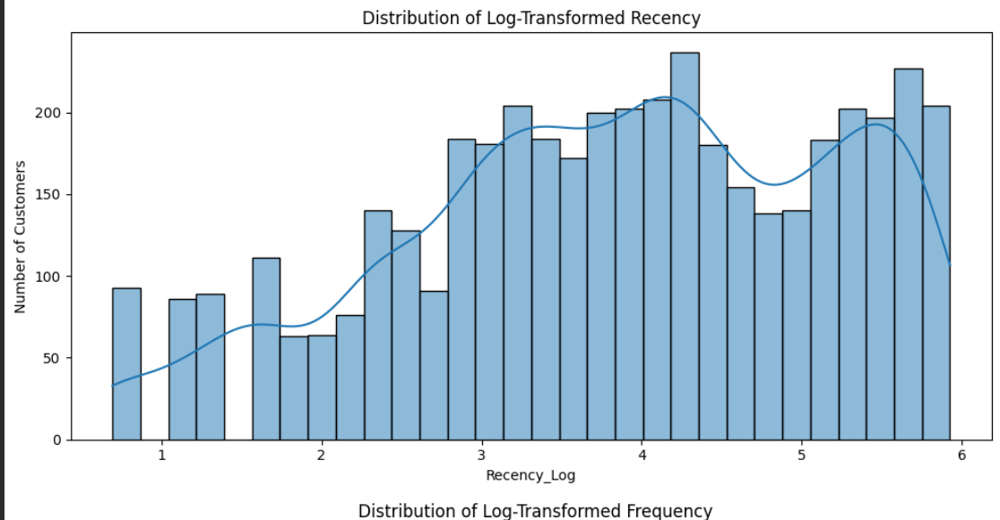 Distribution of Log-Transformed Recency
Number of Customers
200
150
100
50
0
1 2 3 4 5 6
Recency_Log
Distribution of Log-Transformed Frequency